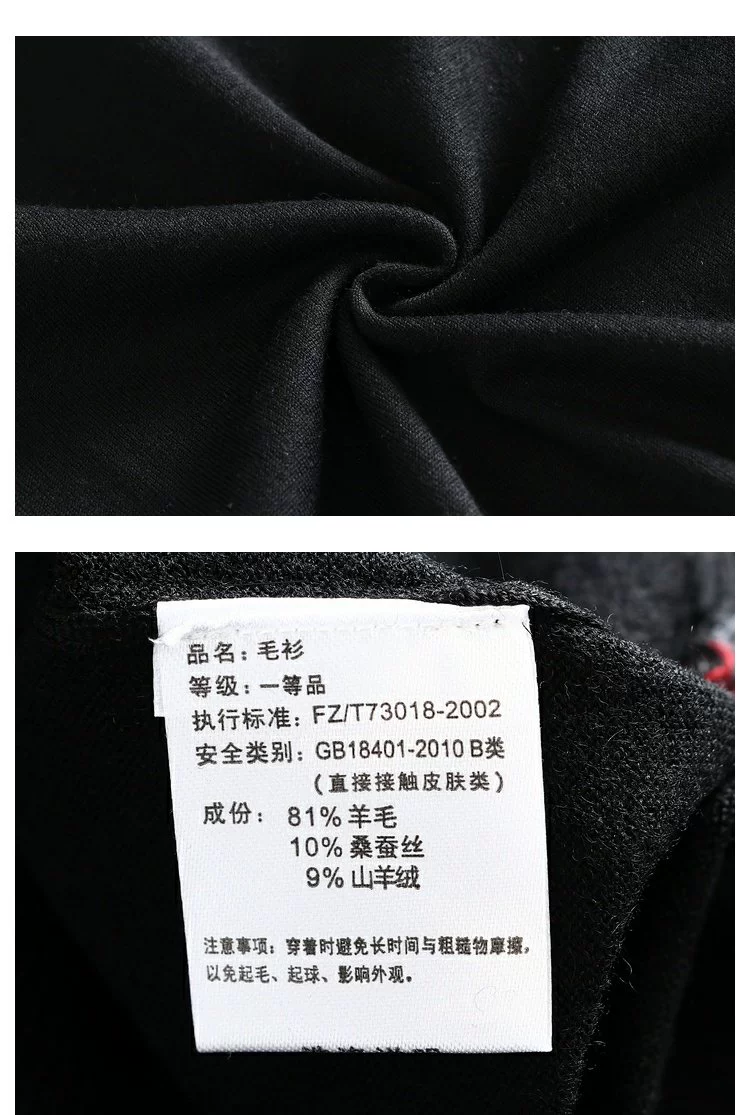 品名：毛衫
等级：一等品
执行标准：FZ/T73018-2002
安全类别：GB18401-2010 B类
(直接接触皮肤类)
成份：81%羊毛
10%桑蚕丝
9%山羊绒
注意事项：穿着时避免长时间与粗糙物摩擦，
以免起毛、起球、影响外观。